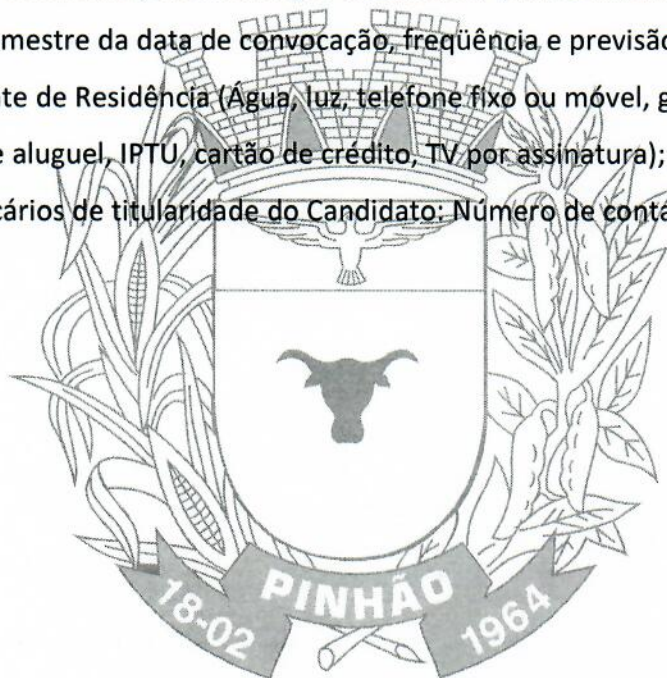 mestre da data de convocação, freqüência e previsão
te de Residência (Água, luz, telefone fixo ou móvel, g
e aluguel, IPTU, cartão de crédito, TV por assinatura);
cários de titularidade do Candidato: Número de conta
PINHÃO
18-02
1964